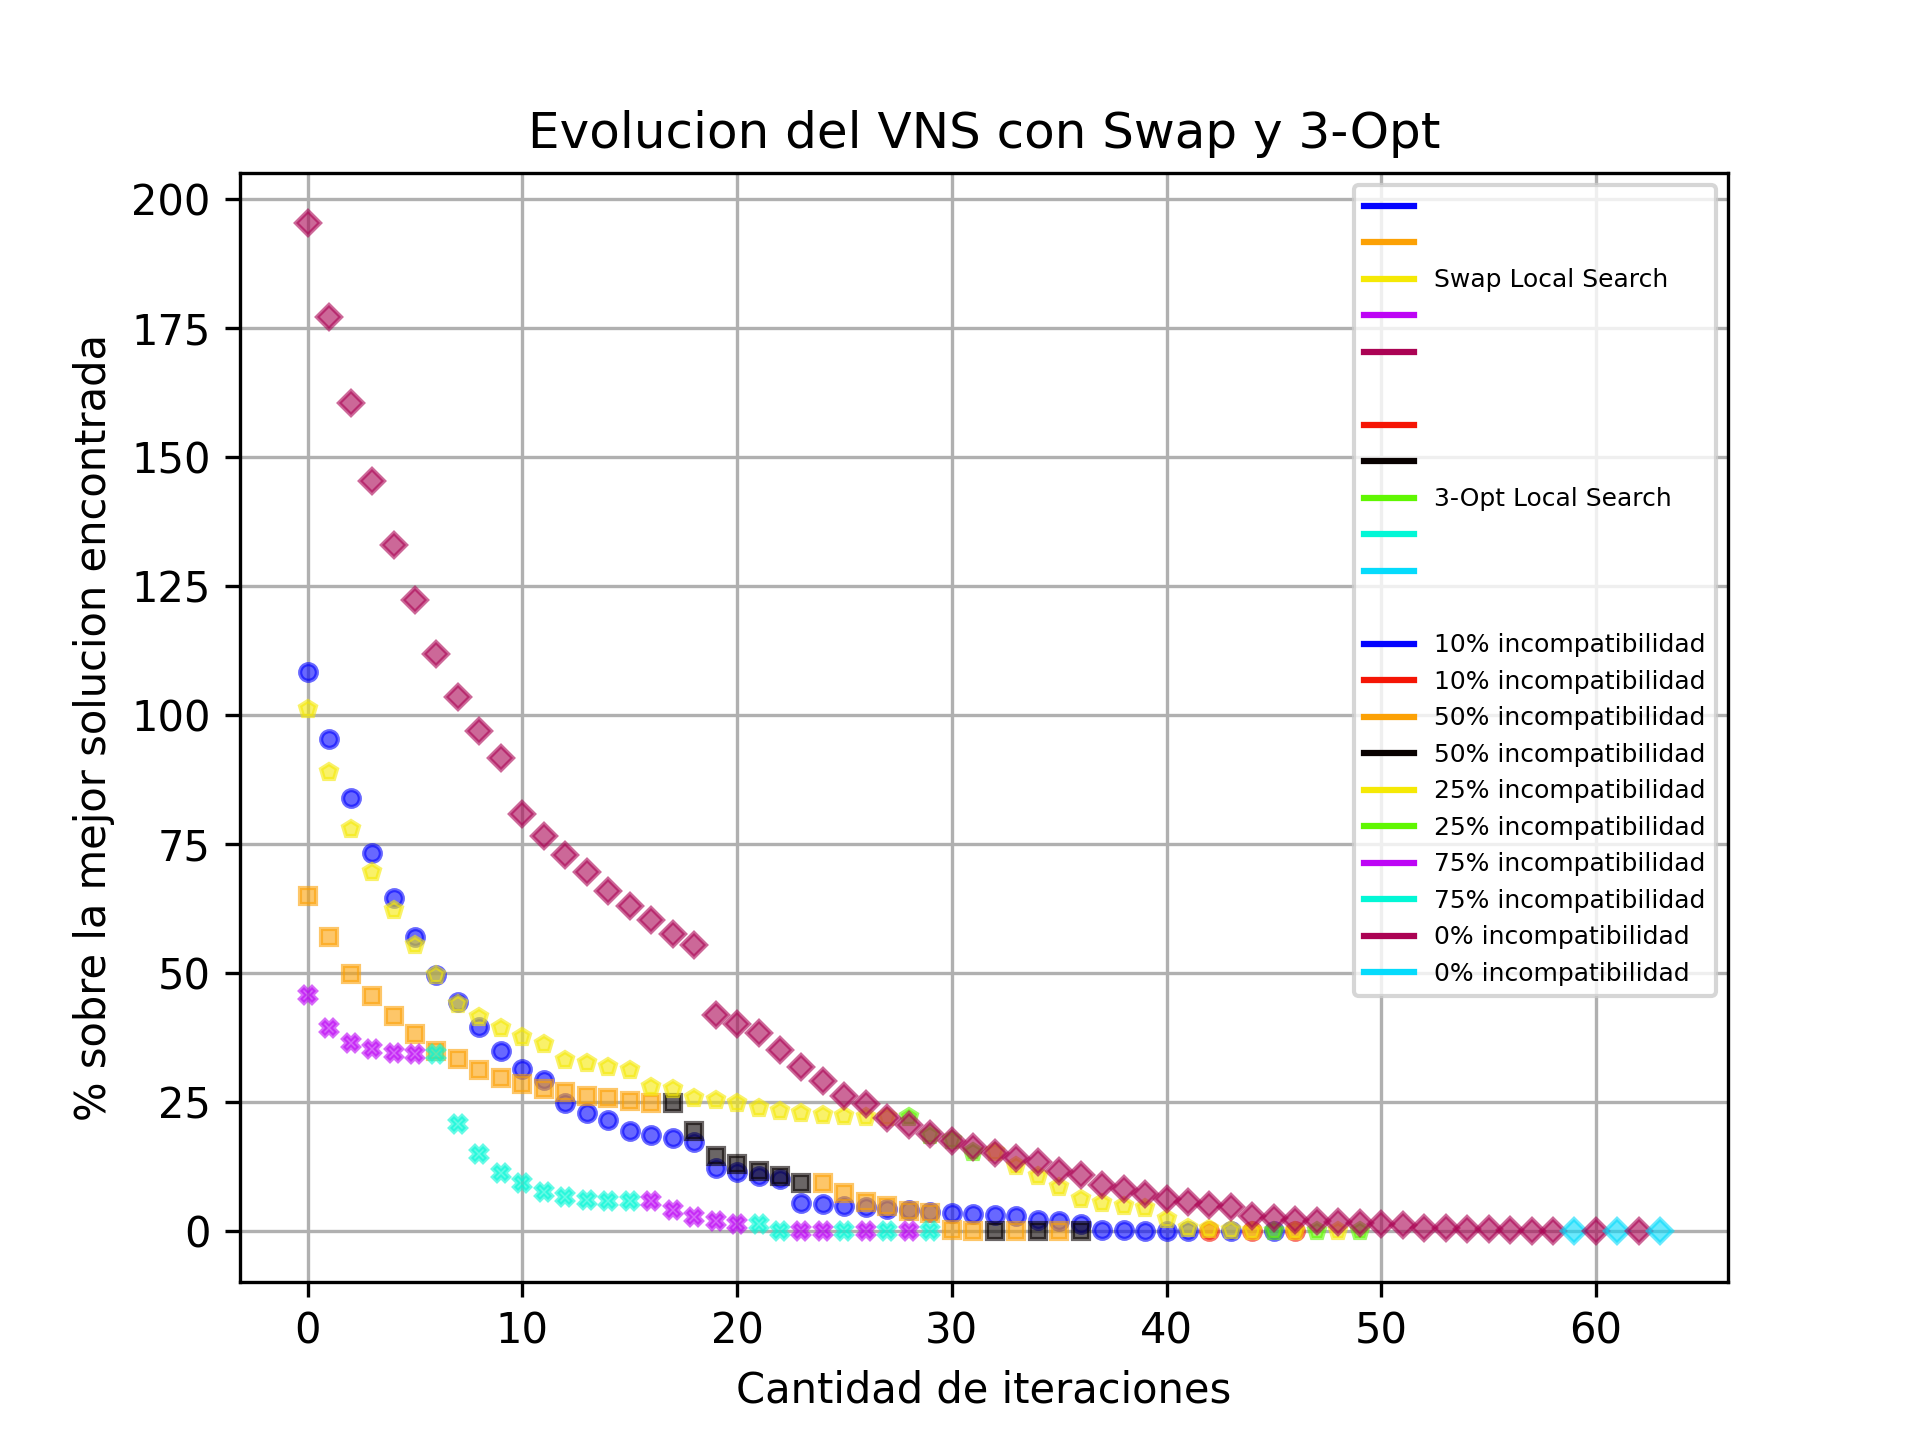 Evolucion del VNS con Swap y 3-Opt
% sobre la mejor solucion encontrada
200
175
150
125
100
75
50
25
0
Swap Local Search
3-Opt Local Search
10% incompatibilidad
10% incompatibilidad
50% incompatibilidad
50% incompatibilidad
25% incompatibilidad
25% incompatibilidad
75% incompatibilidad
75% incompatibilidad
0% incompatibilidad
0% incompatibilidad
0 10 20 30 40 50 60
Cantidad de iteraciones